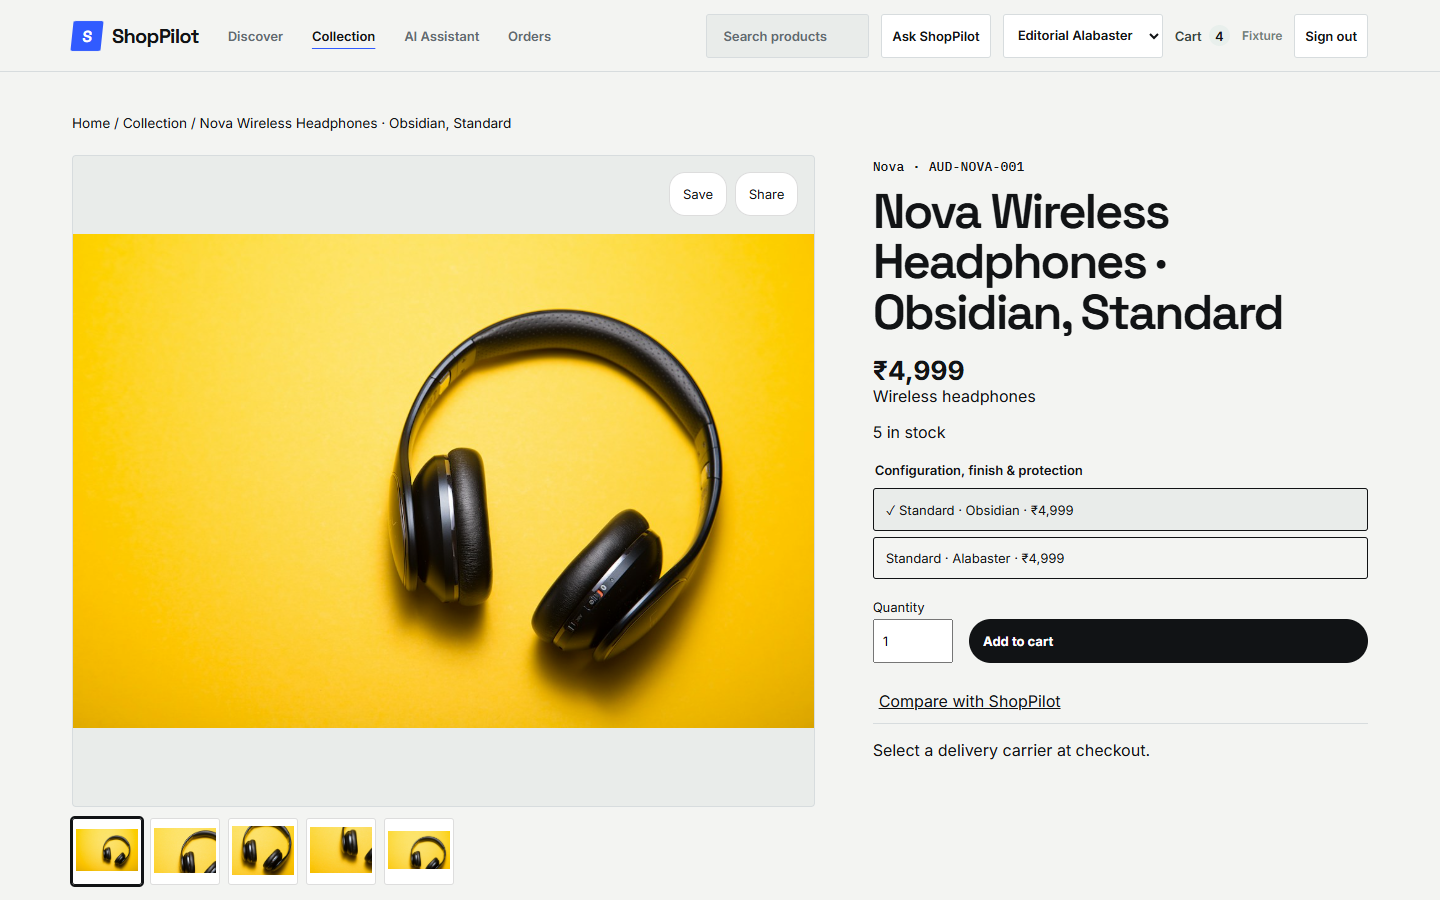 S ShopPilot
Discover
Collection
AI Assistant
Orders
Search products
Ask ShopPilot
Editorial Alabaster
Cart 4
Fixture
Sign out
Home / Collection / Nova Wireless Headphones · Obsidian, Standard
Save
Share
Nova · AUD-NOVA-001
Nova Wireless
Headphones ·
Obsidian, Standard
₹4,999
Wireless headphones
5 in stock
Configuration, finish & protection
✓ Standard · Obsidian · ₹4,999
Standard · Alabaster · ₹4,999
Quantity
1
Add to cart
Compare with ShopPilot
Select a delivery carrier at checkout.